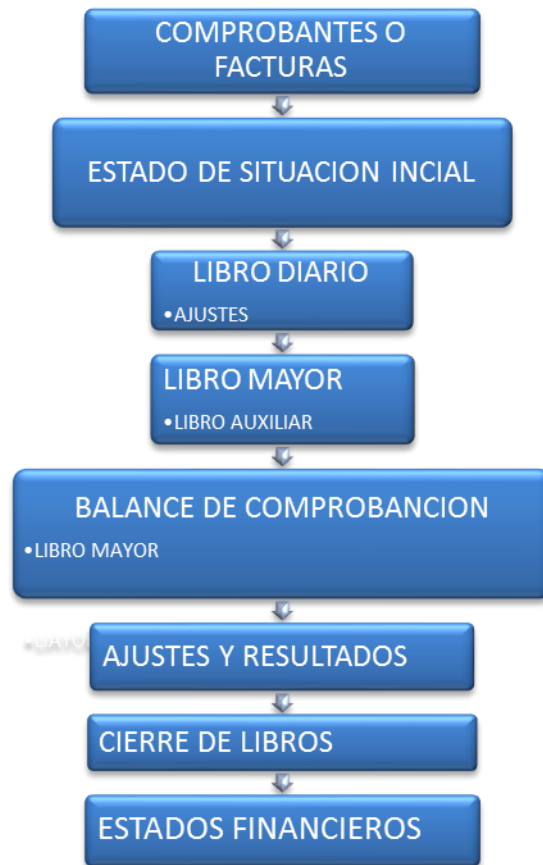 COMPROBANTES O
FACTURAS
ESTADO DE SITUACION INCIAL
LIBRO DIARIO
•AJUSTES
LIBRO MAYOR
•LIBRO AUXILIAR
BALANCE DE COMPROBANCION
•LIBRO MAYOR
AJUSTES Y RESULTADOS
CIERRE DE LIBROS
ESTADOS FINANCIEROS